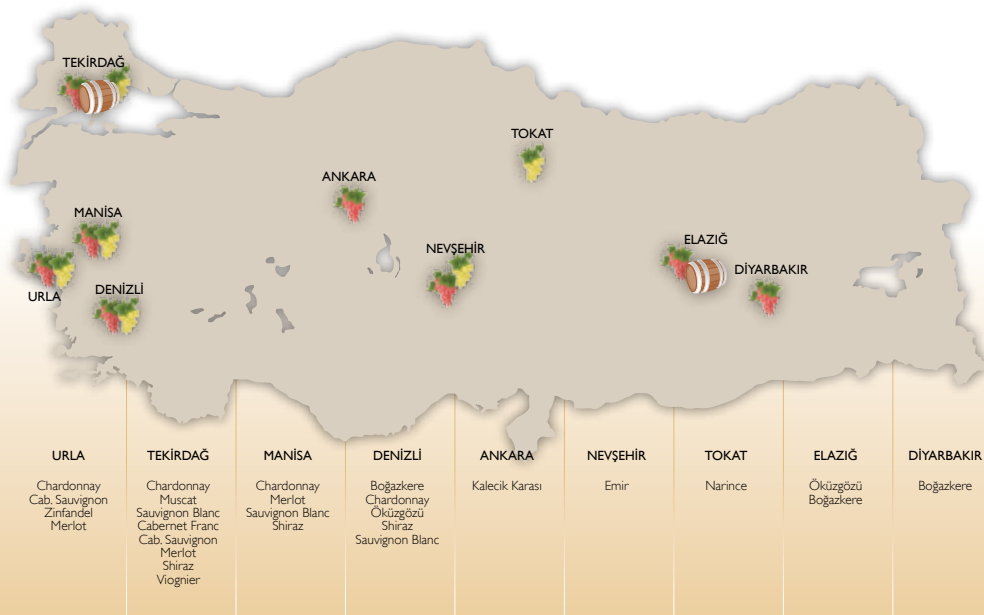 TEKİRDAĞ
TOKAT
ANKARA
MANİSA
ELAZIĞ
NEVŞEHİR
DİYARBAKIR
DENİZLİ
URLA
URLA
Chardonnay
Cab. Sauvignon
Zinfandel
Merlot
TEKİRDAĞ
Chardonnay
Muscat
Sauvignon Blanc
Cabernet Franc
Cab. Sauvignon
Merlot
Shiraz
Viognier
MANİSA
Chardonnay
Merlot
Sauvignon Blanc
Shiraz
DENİZLİ
Boğazkere
Chardonnay
Öküzgözü
Shiraz
Sauvignon Blanc
ANKARA
Kalecik Karası
NEVŞEHİR
Emir
TOKAT
Narince
ELAZIĞ
Öküzgözü
Boğazkere
DİYARBAKIR
Boğazkere